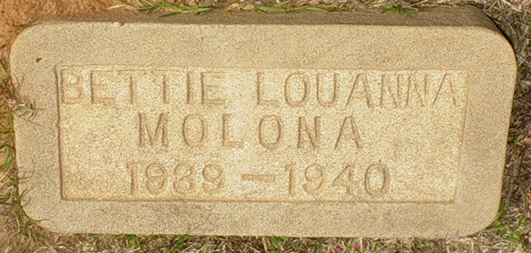 BETTIE LOUANNA
MOLONA
1939 — 1940